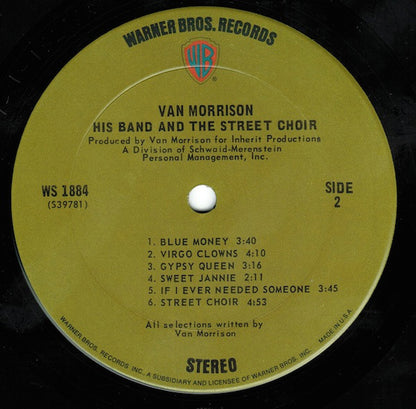 WARNER BROS. RECORDS
WB
VAN MORRISON
HIS BAND AND THE STREET CHOIR
Produced by Van Morrison for Inherit Productions
A Division of Schwaid-Merenstein
Personal Management, Inc.
WS 1884
(S39781)
SIDE
2
1. BLUE MONEY 3:40
2. VIRGO CLOWNS 4:10
3. GYPSY QUEEN 3:16
4. SWEET JANNIE 2:11
5. IF I EVER NEEDED SOMEONE 3:45
6. STREET CHOIR 4:53
All selections written by
Van Morrison
STEREO
WARNER BROS. RECORDS INC., A SUBSIDIARY AND LICENSEE OF WARNER BROS. INC. MADE IN U.S.A.